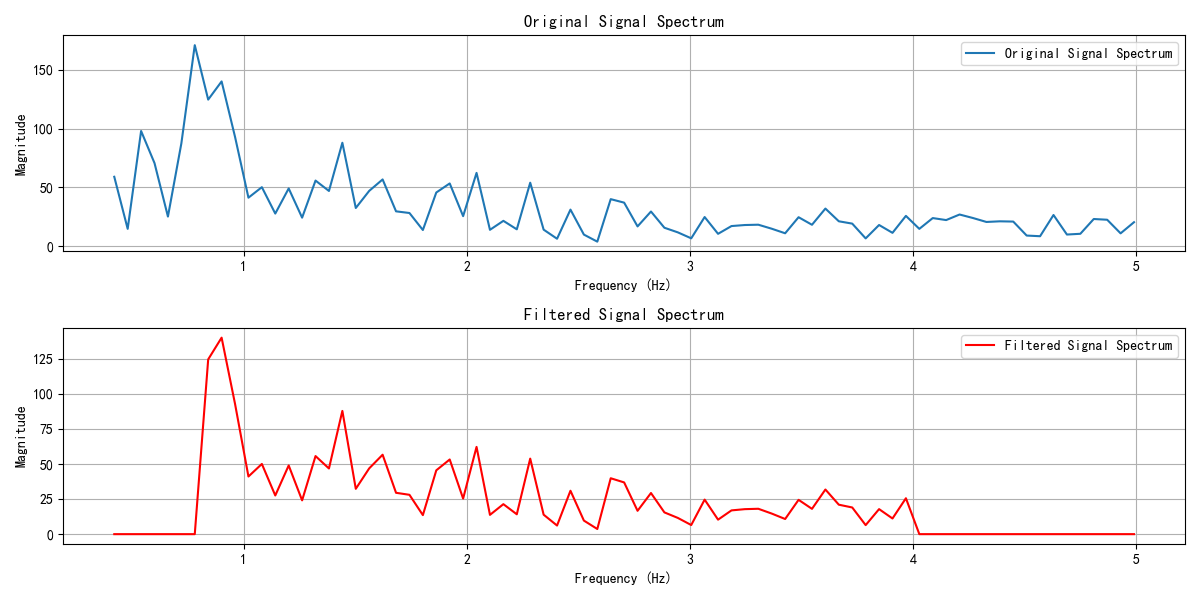 Original Signal Spectrum
Original Signal Spectrum
Magnitude
150
100
50
0
1 2 3 4 5
Frequency (Hz)
Filtered Signal Spectrum
Filtered Signal Spectrum
Magnitude
125
100
75
50
25
0
1 2 3 4 5
Frequency (Hz)